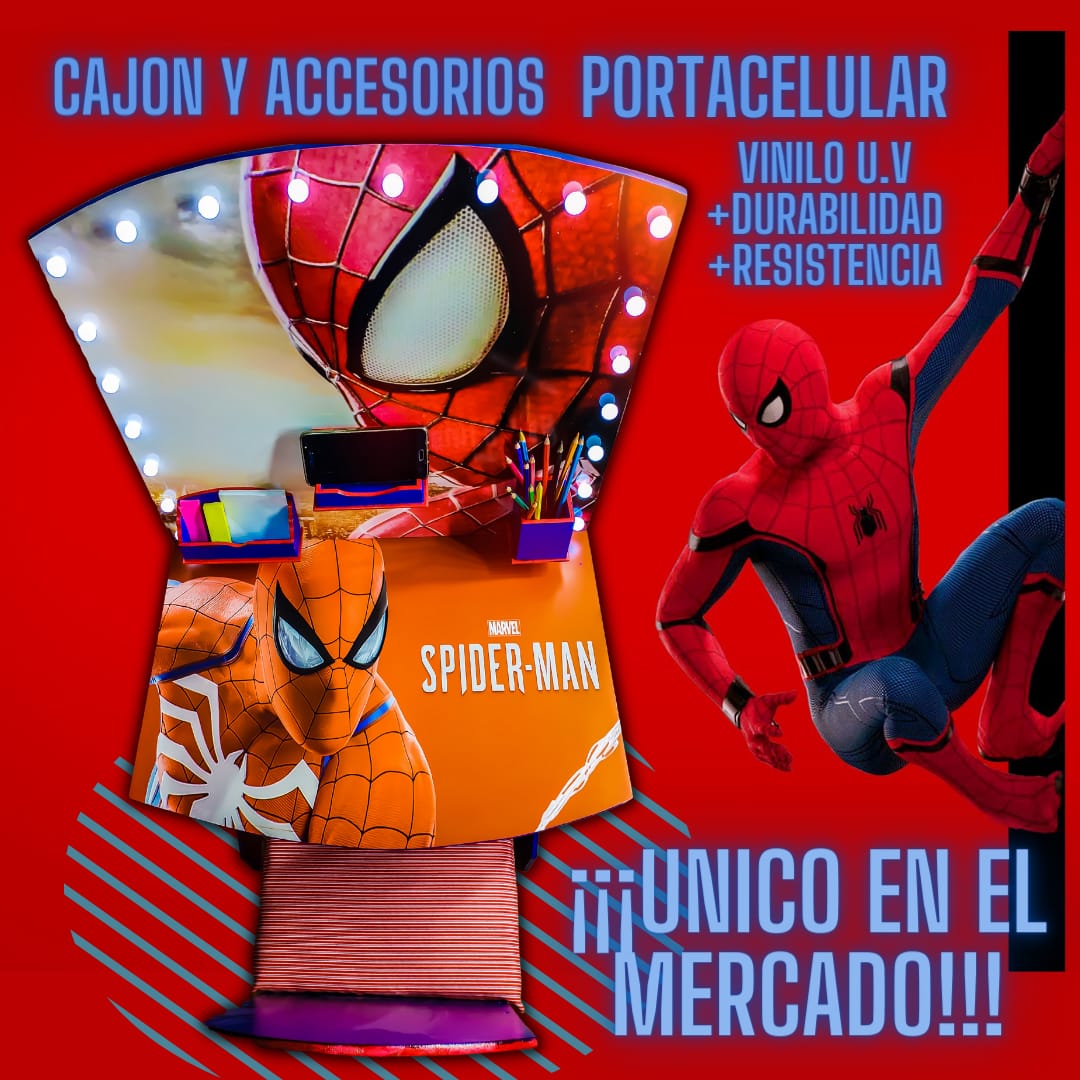 CAJON Y ACCESORIOS PORTACELULAR
VINILO U.V
+DURABILIDAD
+RESISTENCIA
MARVEL
SPIDER-MAN
¡¡¡UNICO EN EL
MERCADO!!!